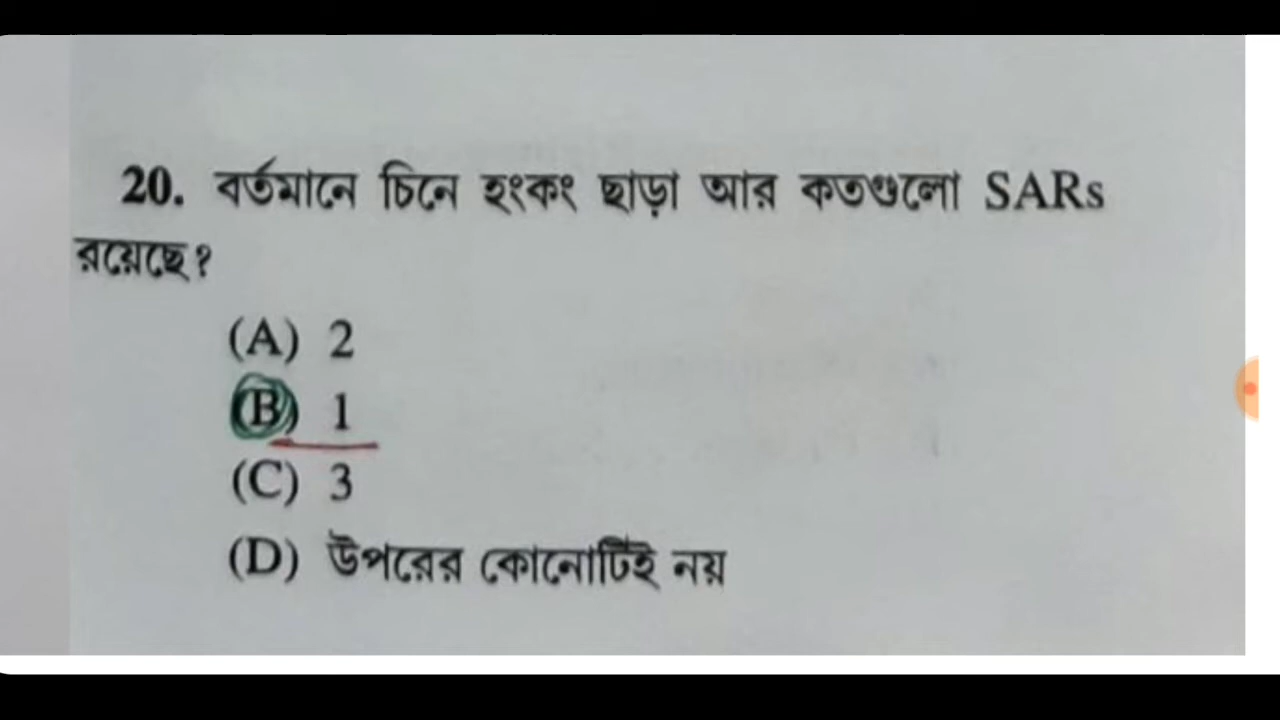 20. বর্তমানে চিনে হংকং ছাড়া আর কতগুলো SARs
রয়েছে?
(A) 2
(B) 1
(C) 3
(D) উপরের কোনোটিই নয়